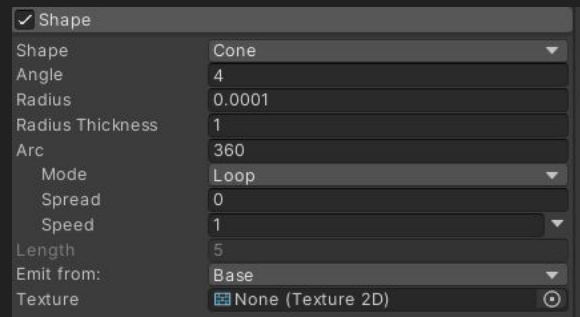 Shape
Shape Cone
Angle 4
Radius 0.0001
Radius Thickness 1
Arc 360
Mode Loop
Spread 0
Speed 1
Length 5
Emit from: Base
Texture None (Texture 2D)